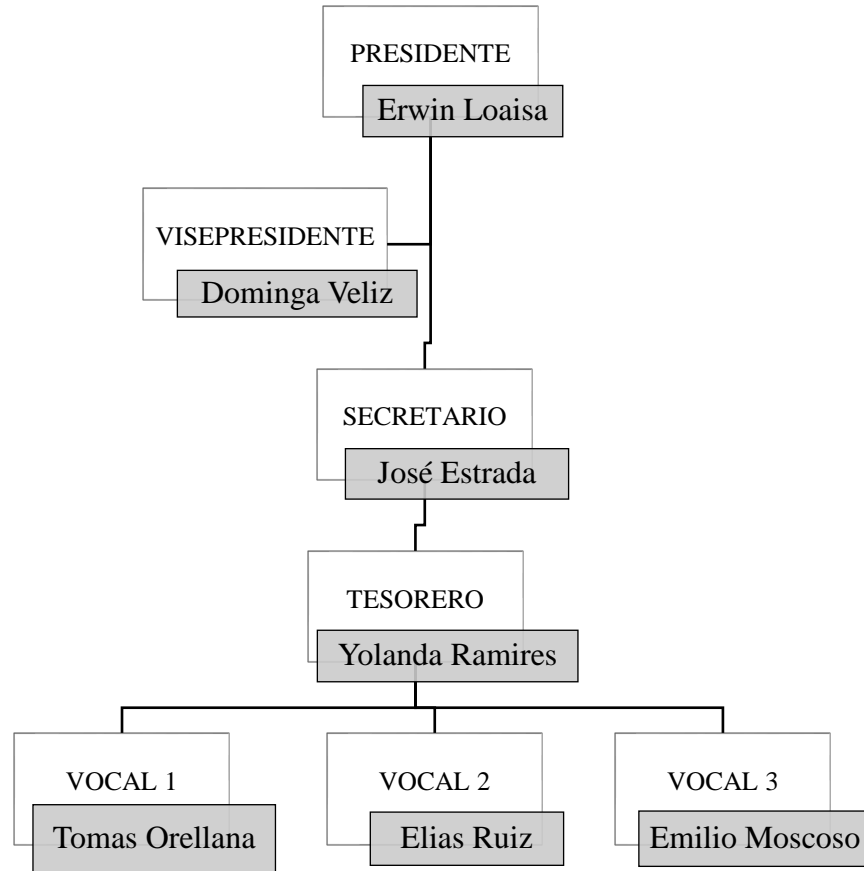 PRESIDENTE
Erwin Loaisa
VISEPRESIDENTE
Dominga Veliz
SECRETARIO
José Estrada
TESORERO
Yolanda Ramires
VOCAL 1
Tomas Orellana
VOCAL 2
Elias Ruiz
VOCAL 3
Emilio Moscoso